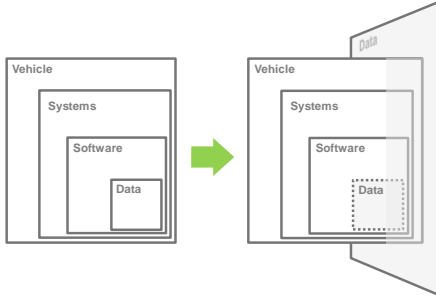 Data
Vehicle
Systems
Software
Data
Vehicle
Systems
Software
Data